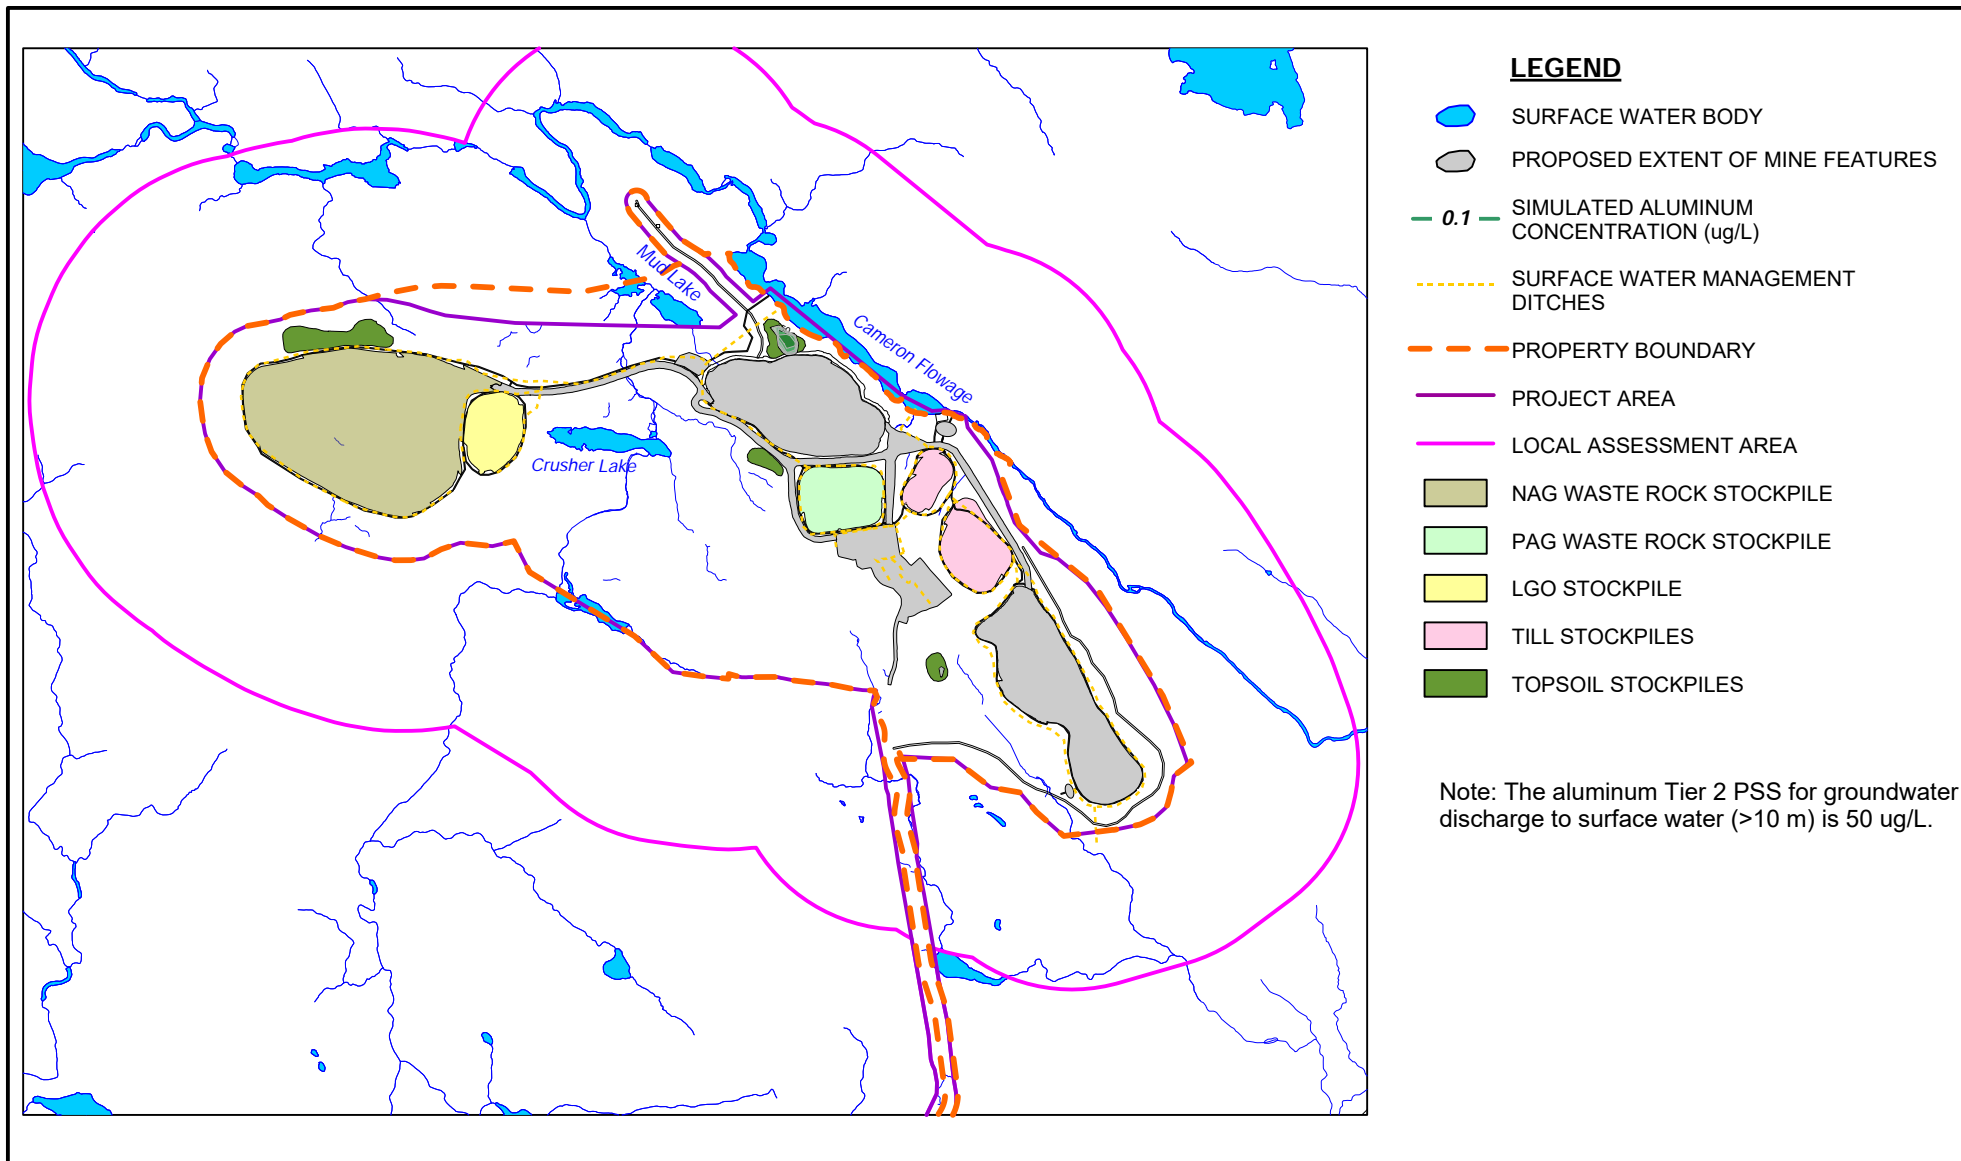 LEGEND
SURFACE WATER BODY
PROPOSED EXTENT OF MINE FEATURES
0.1
SIMULATED ALUMINUM
CONCENTRATION (ug/L)
SURFACE WATER MANAGEMENT
DITCHES
PROPERTY BOUNDARY
PROJECT AREA
LOCAL ASSESSMENT AREA
NAG WASTE ROCK STOCKPILE
PAG WASTE ROCK STOCKPILE
LGO STOCKPILE
TILL STOCKPILES
TOPSOIL STOCKPILES
Note: The aluminum Tier 2 PSS for groundwater
discharge to surface water (>10 m) is 50 ug/L.
Mud Lake
Cameron Flowage
Crusher Lake